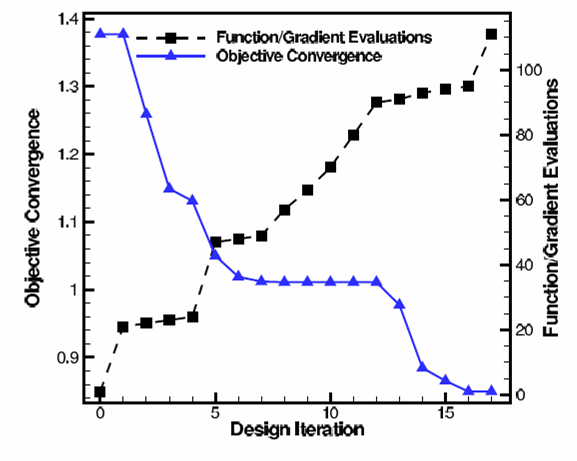 1.4
Function/Gradient Evaluations
Objective Convergence
1.3
1.2
1.1
1
0.9
100
80
60
40
20
0
0 5 10 15
Design Iteration
Objective Convergence
Function/Gradient Evaluations